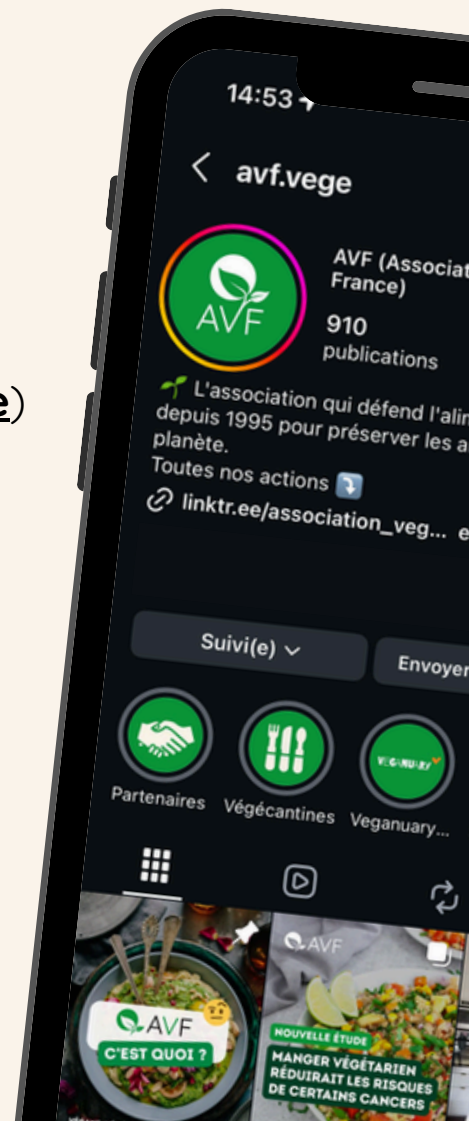 14:53
avf.vege
AVF
AVF (Associat
France)
910
publications
L'association qui défend l'alim
depuis 1995 pour préserver les a
planète.
Toutes nos actions
linktr.ee/association_veg... e
e)
Suivi(e)
Envoyer
Partenaires
Végécantines
VEGANUARY
Veganuary...
AVF
C'EST QUOI ?
AVF
NOUVELLE ÉTUDE
MANGER VÉGÉTARIEN
RÉDUIRAIT LES RISQUES
DE CERTAINS CANCERS